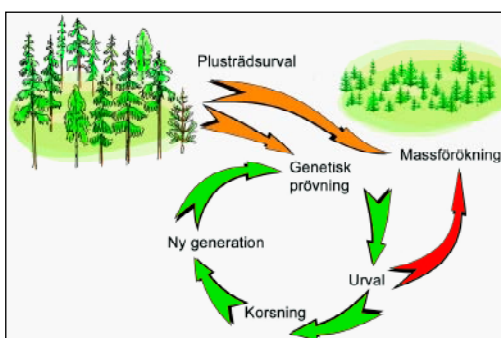 Plusträdsurval
Massförökning
Genetisk
prövning
Ny generation
Urval
Korsning